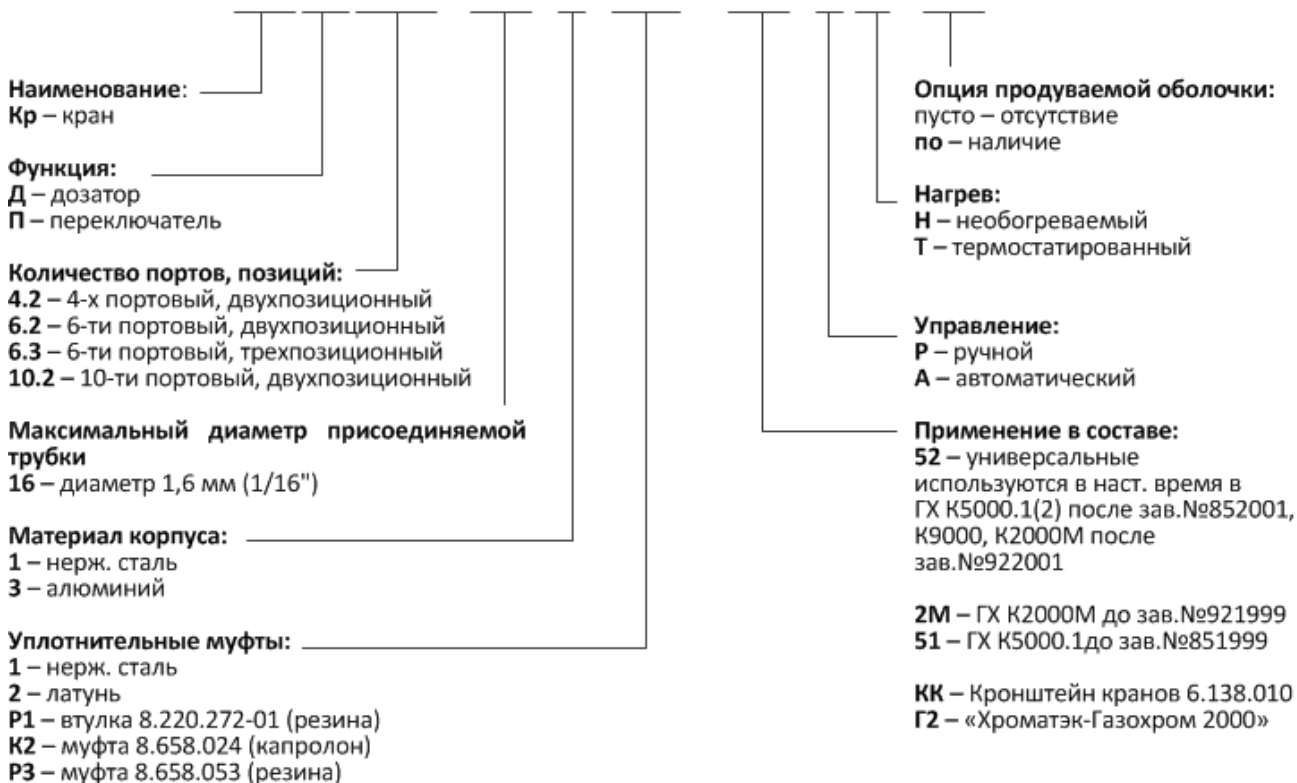 Наименование:
Кр – кран
Функция:
Д – дозатор
П – переключатель
Количество портов, позиций:
4.2 – 4-х портовый, двухпозиционный
6.2 – 6-ти портовый, двухпозиционный
6.3 – 6-ти портовый, трехпозиционный
10.2 – 10-ти портовый, двухпозиционный
Максимальный диаметр присоединяемой
трубки
16 – диаметр 1,6 мм (1/16")
Материал корпуса:
1 – нерж. сталь
3 – алюминий
Уплотнительные муфты:
1 – нерж. сталь
2 – латунь
Р1 – втулка 8.220.272-01 (резина)
К2 – муфта 8.658.024 (капролон)
Р3 – муфта 8.658.053 (резина)
Опция продуваемой оболочки:
пусто – отсутствие
по – наличие
Нагрев:
Н – необогреваемый
Т – термостатированный
Управление:
Р – ручной
А – автоматический
Применение в составе:
52 – универсальные
используются в наст. время в
ГХ К5000.1(2) после зав.№852001,
К9000, К2000М после
зав.№922001
2М – ГХ К2000М до зав.№921999
51 – ГХ К5000.1до зав.№851999
КК – Кронштейн кранов 6.138.010
Г2 – «Хроматэк-Газохром 2000»